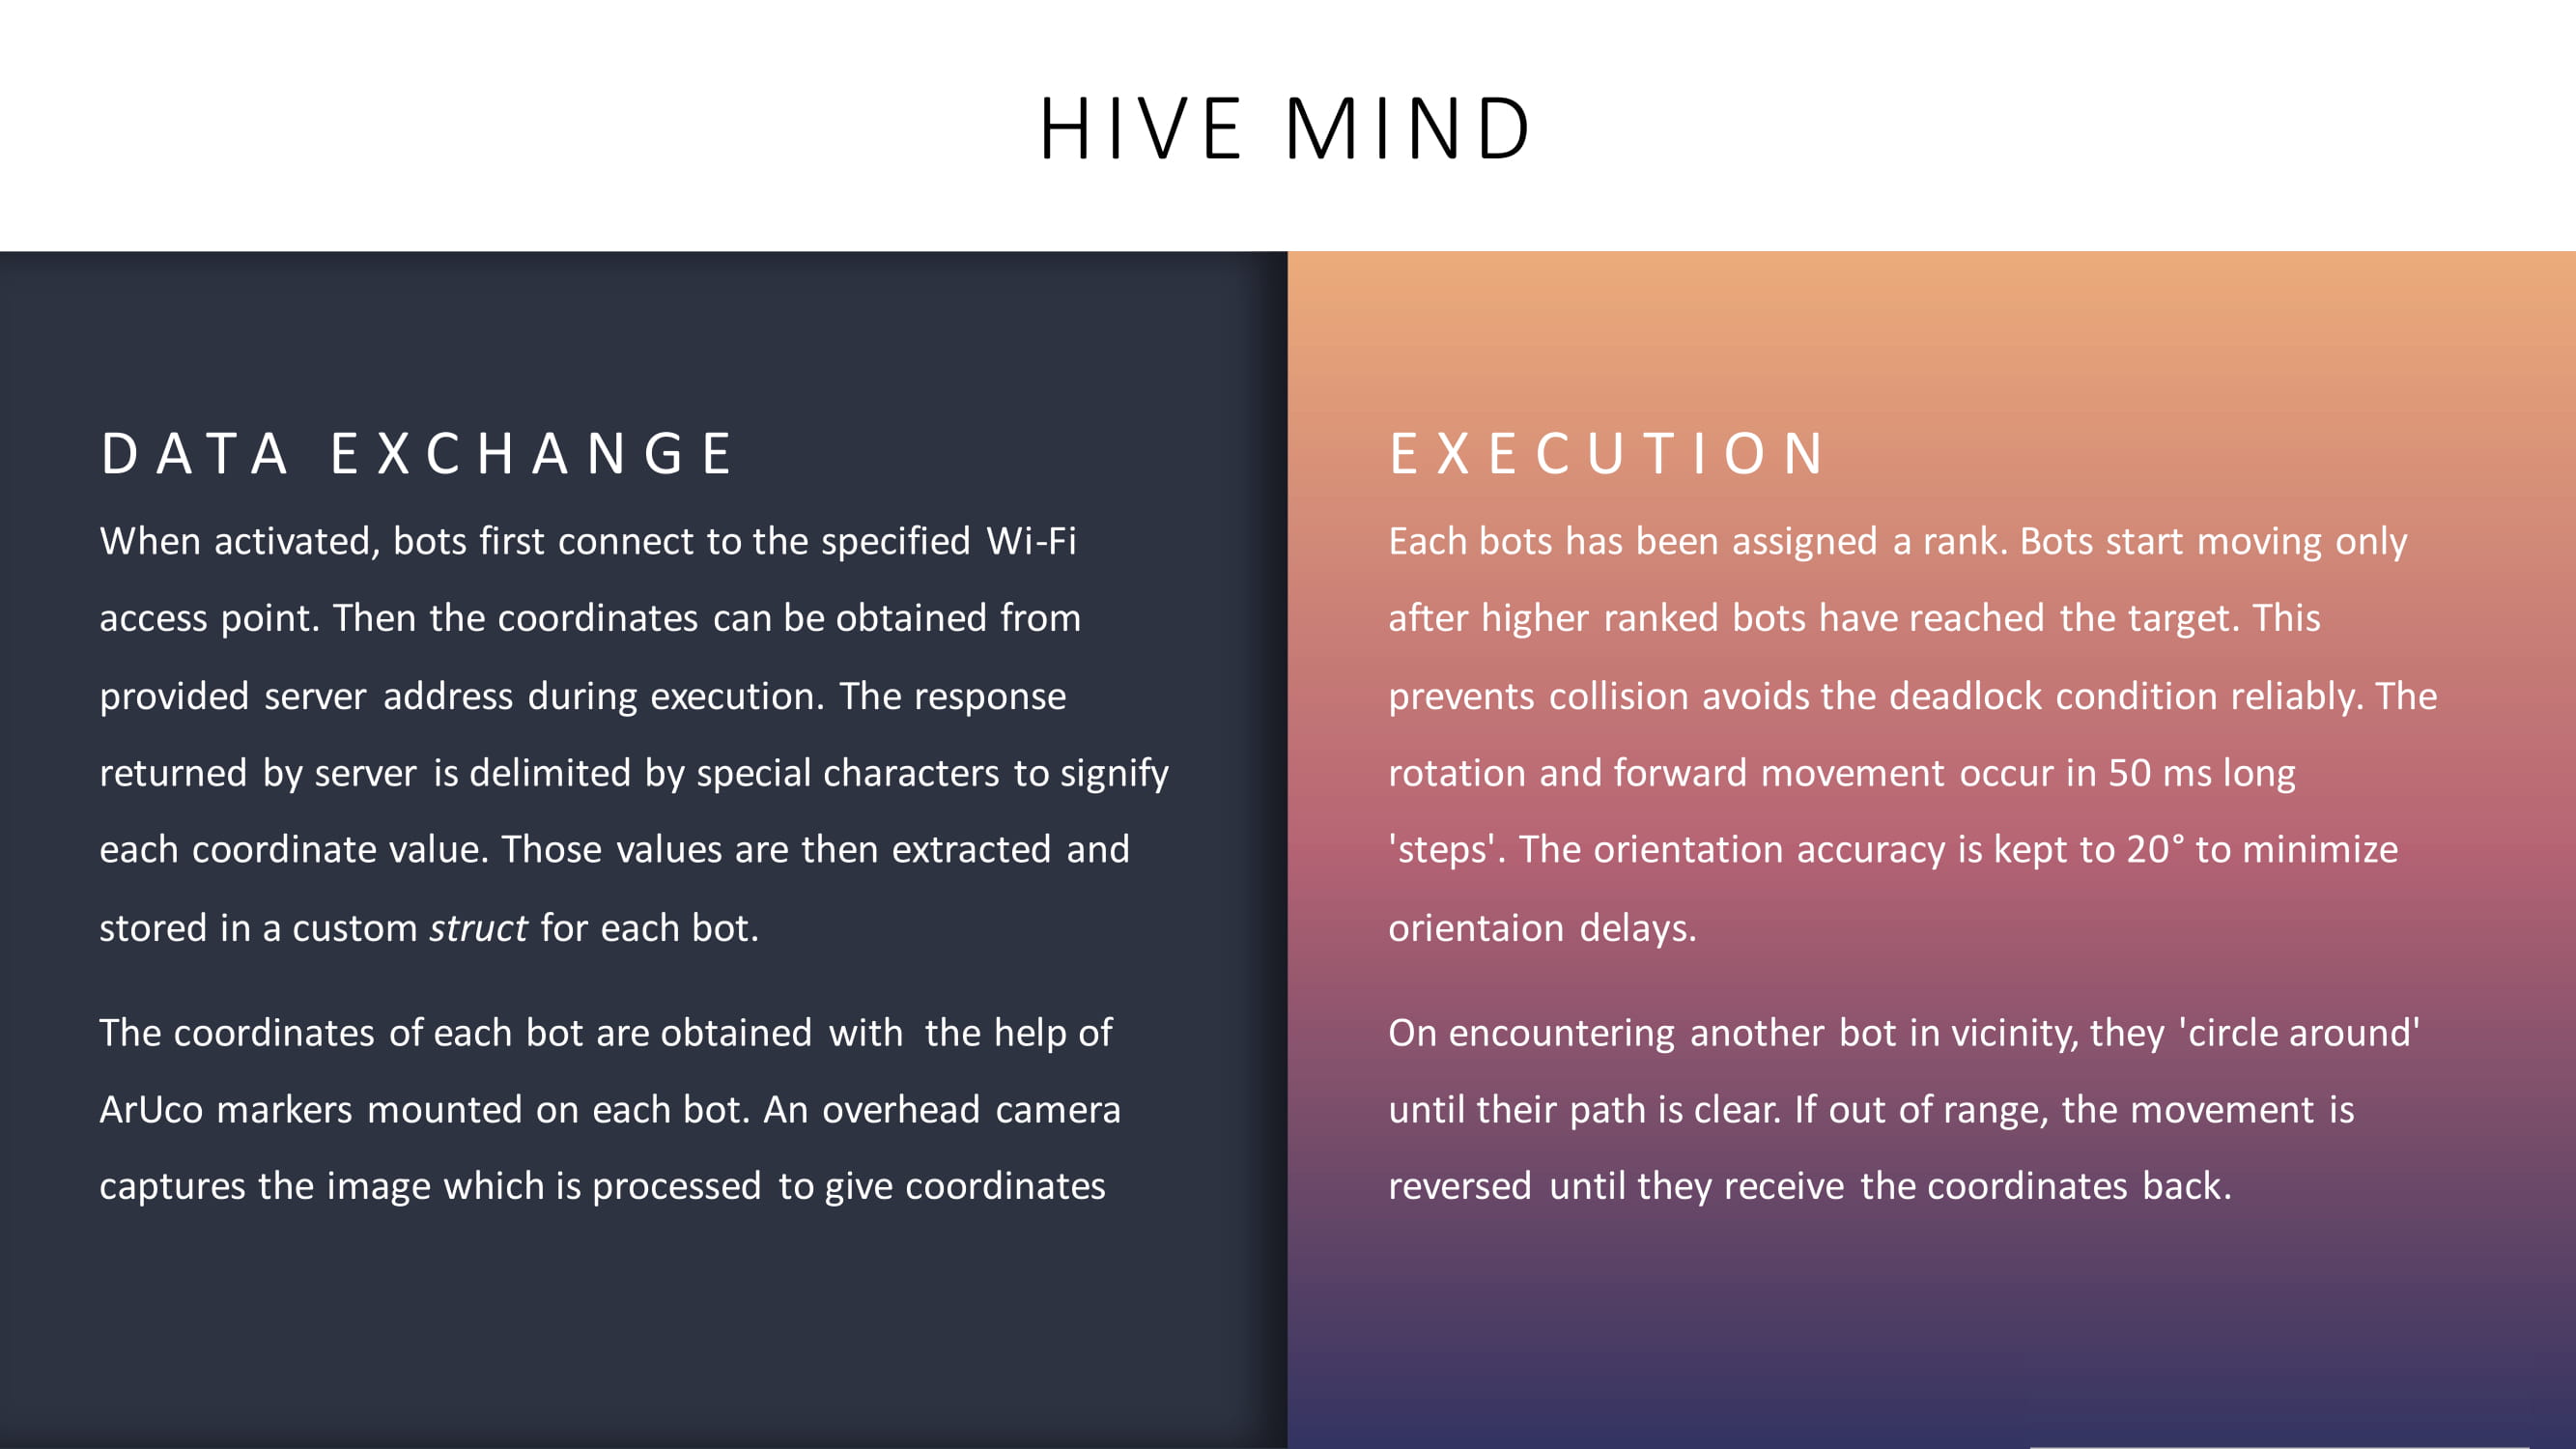 HIVE MIND
DATA EXCHANGE
When activated, bots first connect to the specified Wi-Fi
access point. Then the coordinates can be obtained from
provided server address during execution. The response
returned by server is delimited by special characters to signify
each coordinate value. Those values are then extracted and
stored in a custom struct for each bot.
The coordinates of each bot are obtained with the help of
ArUco markers mounted on each bot. An overhead camera
captures the image which is processed to give coordinates
EXECUTION
Each bots has been assigned a rank. Bots start moving only
after higher ranked bots have reached the target. This
prevents collision avoids the deadlock condition reliably. The
rotation and forward movement occur in 50 ms long
'steps'. The orientation accuracy is kept to 20° to minimize
orientaion delays.
On encountering another bot in vicinity, they 'circle around'
until their path is clear. If out of range, the movement is
reversed until they receive the coordinates back.